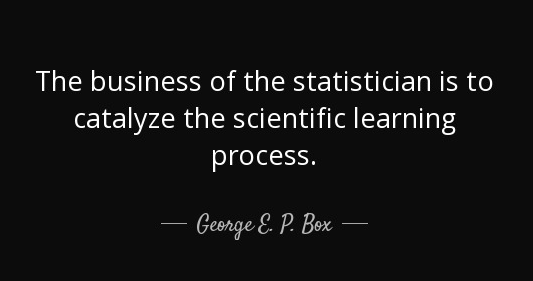 The business of the statistician is to
catalyze the scientific learning
process.
George E. P. Box